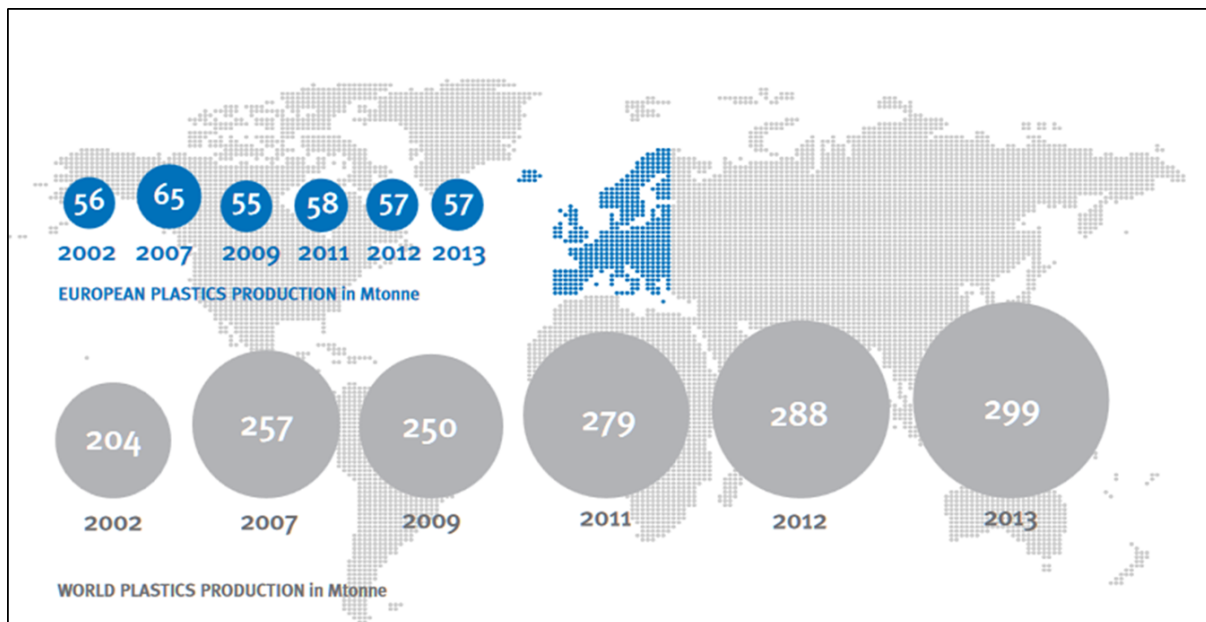 56 65 55 58 57 57
2002 2007 2009 2011 2012 2013
EUROPEAN PLASTICS PRODUCTION in Mtonne
204 257 250 279 288 299
2002 2007 2009 2011 2012 2013
WORLD PLASTICS PRODUCTION in Mtonne